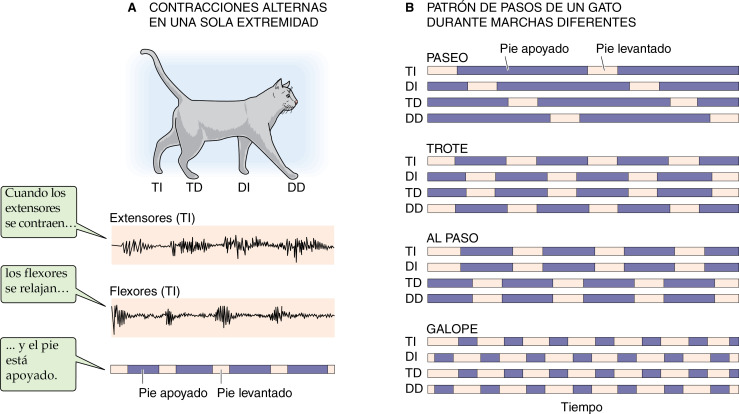 A CONTRACCIONES ALTERNAS
EN UNA SOLA EXTREMIDAD
TI TD DI DD
Cuando los
extensores
se contraen…
Extensores (TI)
los flexores
se relajan…
Flexores (TI)
... y el pie
está
apoyado.
Pie apoyado Pie levantado
B PATRÓN DE PASOS DE UN GATO
DURANTE MARCHAS DIFERENTES
Pie apoyado Pie levantado
PASEO
TI
DI
TD
DD
TROTE
TI
DI
TD
DD
AL PASO
TI
DI
TD
DD
GALOPE
TI
DI
TD
DD
Tiempo